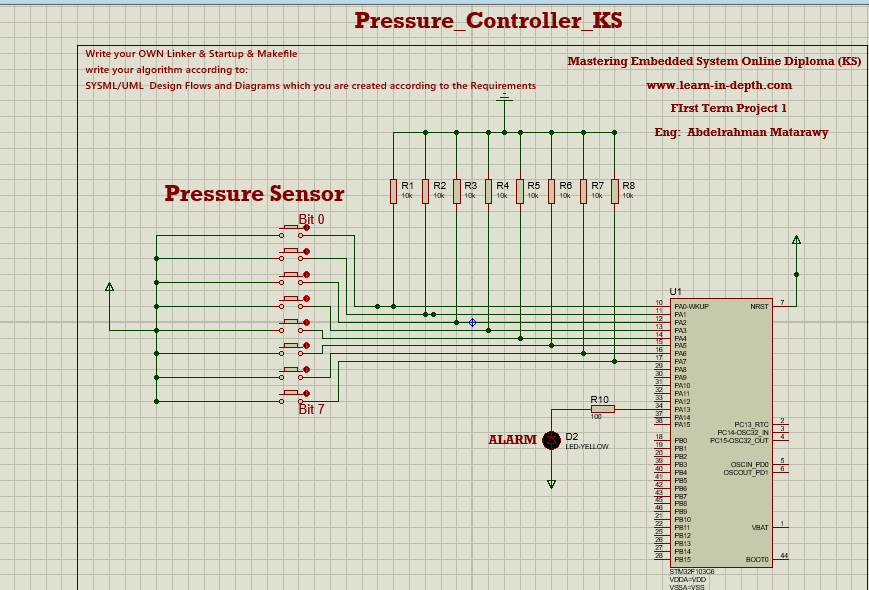 Pressure_Controller_KS
Write your OWN Linker & Startup & Makefile
write your algorithm according to:
SYSML/UML Design Flows and Diagrams which you are created according to the Requirements
Mastering Embedded System Online Diploma (KS)
www.learn-in-depth.com
FIrst Term Project 1
Eng: Abdelrahman Matarawy
R1 R2 R3 R4 R5 R6 R7 R8
10k 10k 10k 10k 10k 10k 10k 10k
Pressure Sensor
Bit 0
Bit 7
U1
10 PA0-WKUP NRST 7
11 PA1
12 PA2
13 PA3
14 PA4
15 PA5
16 PA6
17 PA7
29 PA8
30 PA9
31 PA10
32 PA11
33 PA12
34 PA13
37 PA14
38 PA15
R10
100
ALARM
D2
LED-YELLOW
PC13_RTC 2
PC14-OSC32_IN 3
PC15-OSC32_OUT 4
18 PB0
19 PB1
20 PB2
39 PB3
40 PB4
41 PB5
42 PB6
43 PB7
45 PB8
46 PB9
21 PB10
22 PB11
25 PB12
26 PB13
27 PB14
28 PB15
OSCIN_PD0 5
OSCOUT_PD1 6
VBAT 1
BOOT0 44
STM32F103C6
VDDA=VDD
VSSA=VSS